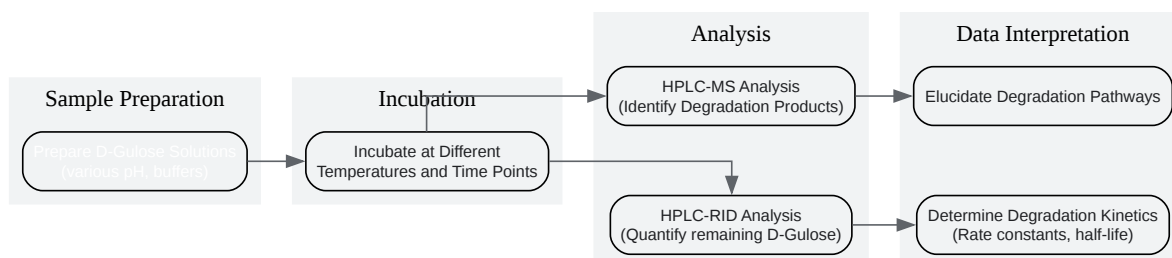 Sample Preparation
Prepare D-Gulose Solutions
(various pH, buffers)
Incubation
Incubate at Different
Temperatures and Time Points
Analysis
HPLC-MS Analysis
(Identify Degradation Products)
HPLC-RID Analysis
(Quantify remaining D-Gulose)
Data Interpretation
Elucidate Degradation Pathways
Determine Degradation Kinetics
(Rate constants, half-life)